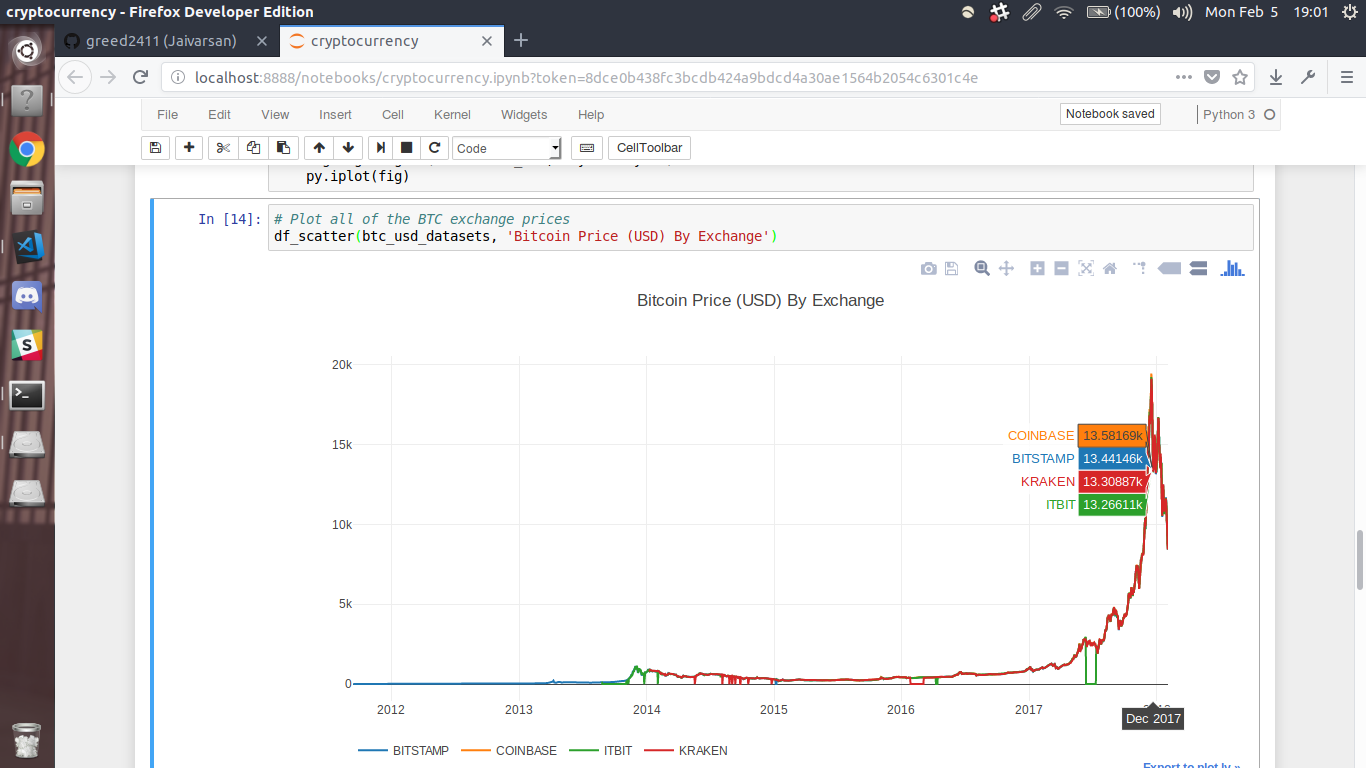 cryptocurrency - Firefox Developer Edition
(100%) Mon Feb 5 19:01
greed2411 (Jaivarsan)
cryptocurrency
localhost:8888/notebooks/cryptocurrency.ipynb?token=8dce0b438fc3bcdb424a9bdcd4a30ae1564b2054c6301c4e
File Edit View Insert Cell Kernel Widgets Help
Notebook saved
Python 3
Code
CellToolbar
py.iplot(fig)
In [14]:
# Plot all of the BTC exchange prices
df_scatter(btc_usd_datasets, 'Bitcoin Price (USD) By Exchange')
Bitcoin Price (USD) By Exchange
20k
15k
10k
5k
0
COINBASE 13.58169k
BITSTAMP 13.44146k
KRAKEN 13.30887k
ITBIT 13.26611k
2012 2013 2014 2015 2016 2017
Dec 2017
BITSTAMP COINBASE ITBIT KRAKEN
Export to plot.ly »